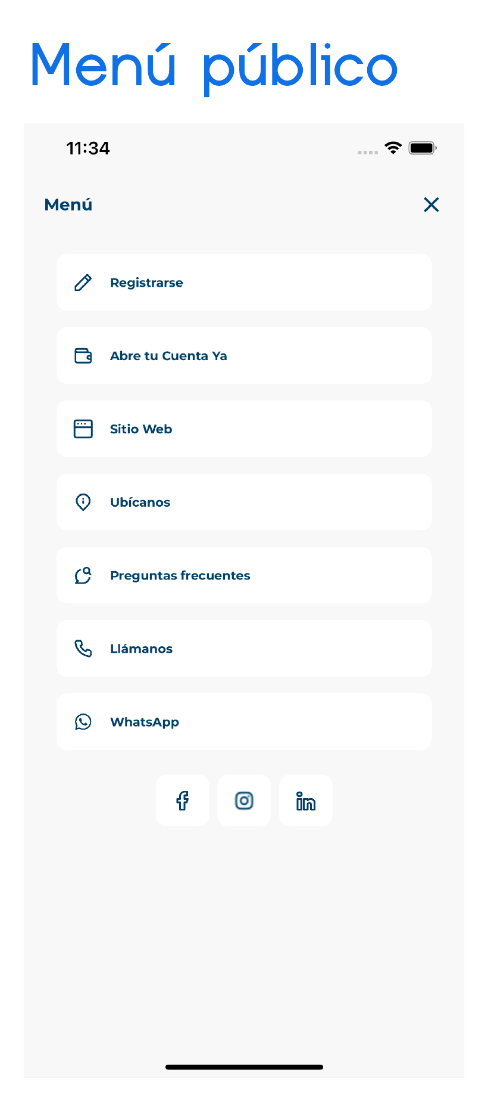 Menú público
11:34
Menú
Registrarse
Abre tu Cuenta Ya
Sitio Web
Ubícanos
Preguntas frecuentes
Llámanos
WhatsApp